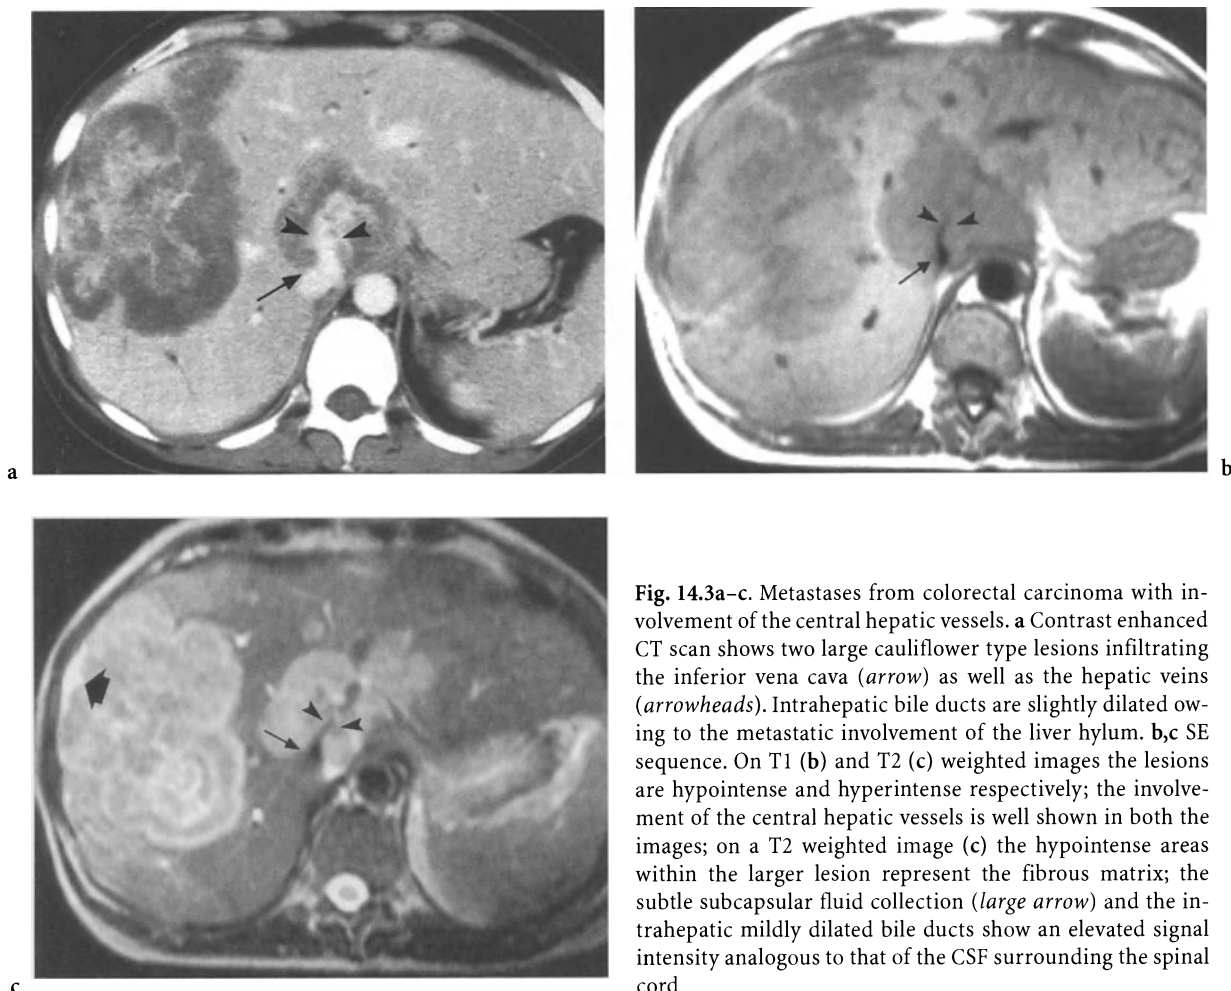 a
b
c
Fig. 14.3a–c. Metastases from colorectal carcinoma with in-
volvement of the central hepatic vessels. a Contrast enhanced
CT scan shows two large cauliflower type lesions infiltrating
the inferior vena cava (arrow) as well as the hepatic veins
(arrowheads). Intrahepatic bile ducts are slightly dilated ow-
ing to the metastatic involvement of the liver hylum. b,c SE
sequence. On T1 (b) and T2 (c) weighted images the lesions
are hypointense and hyperintense respectively; the involve-
ment of the central hepatic vessels is well shown in both the
images; on a T2 weighted image (c) the hypointense areas
within the larger lesion represent the fibrous matrix; the
subtle subcapsular fluid collection (large arrow) and the in-
trahepatic mildly dilated bile ducts show an elevated signal
intensity analogous to that of the CSF surrounding the spinal
cord